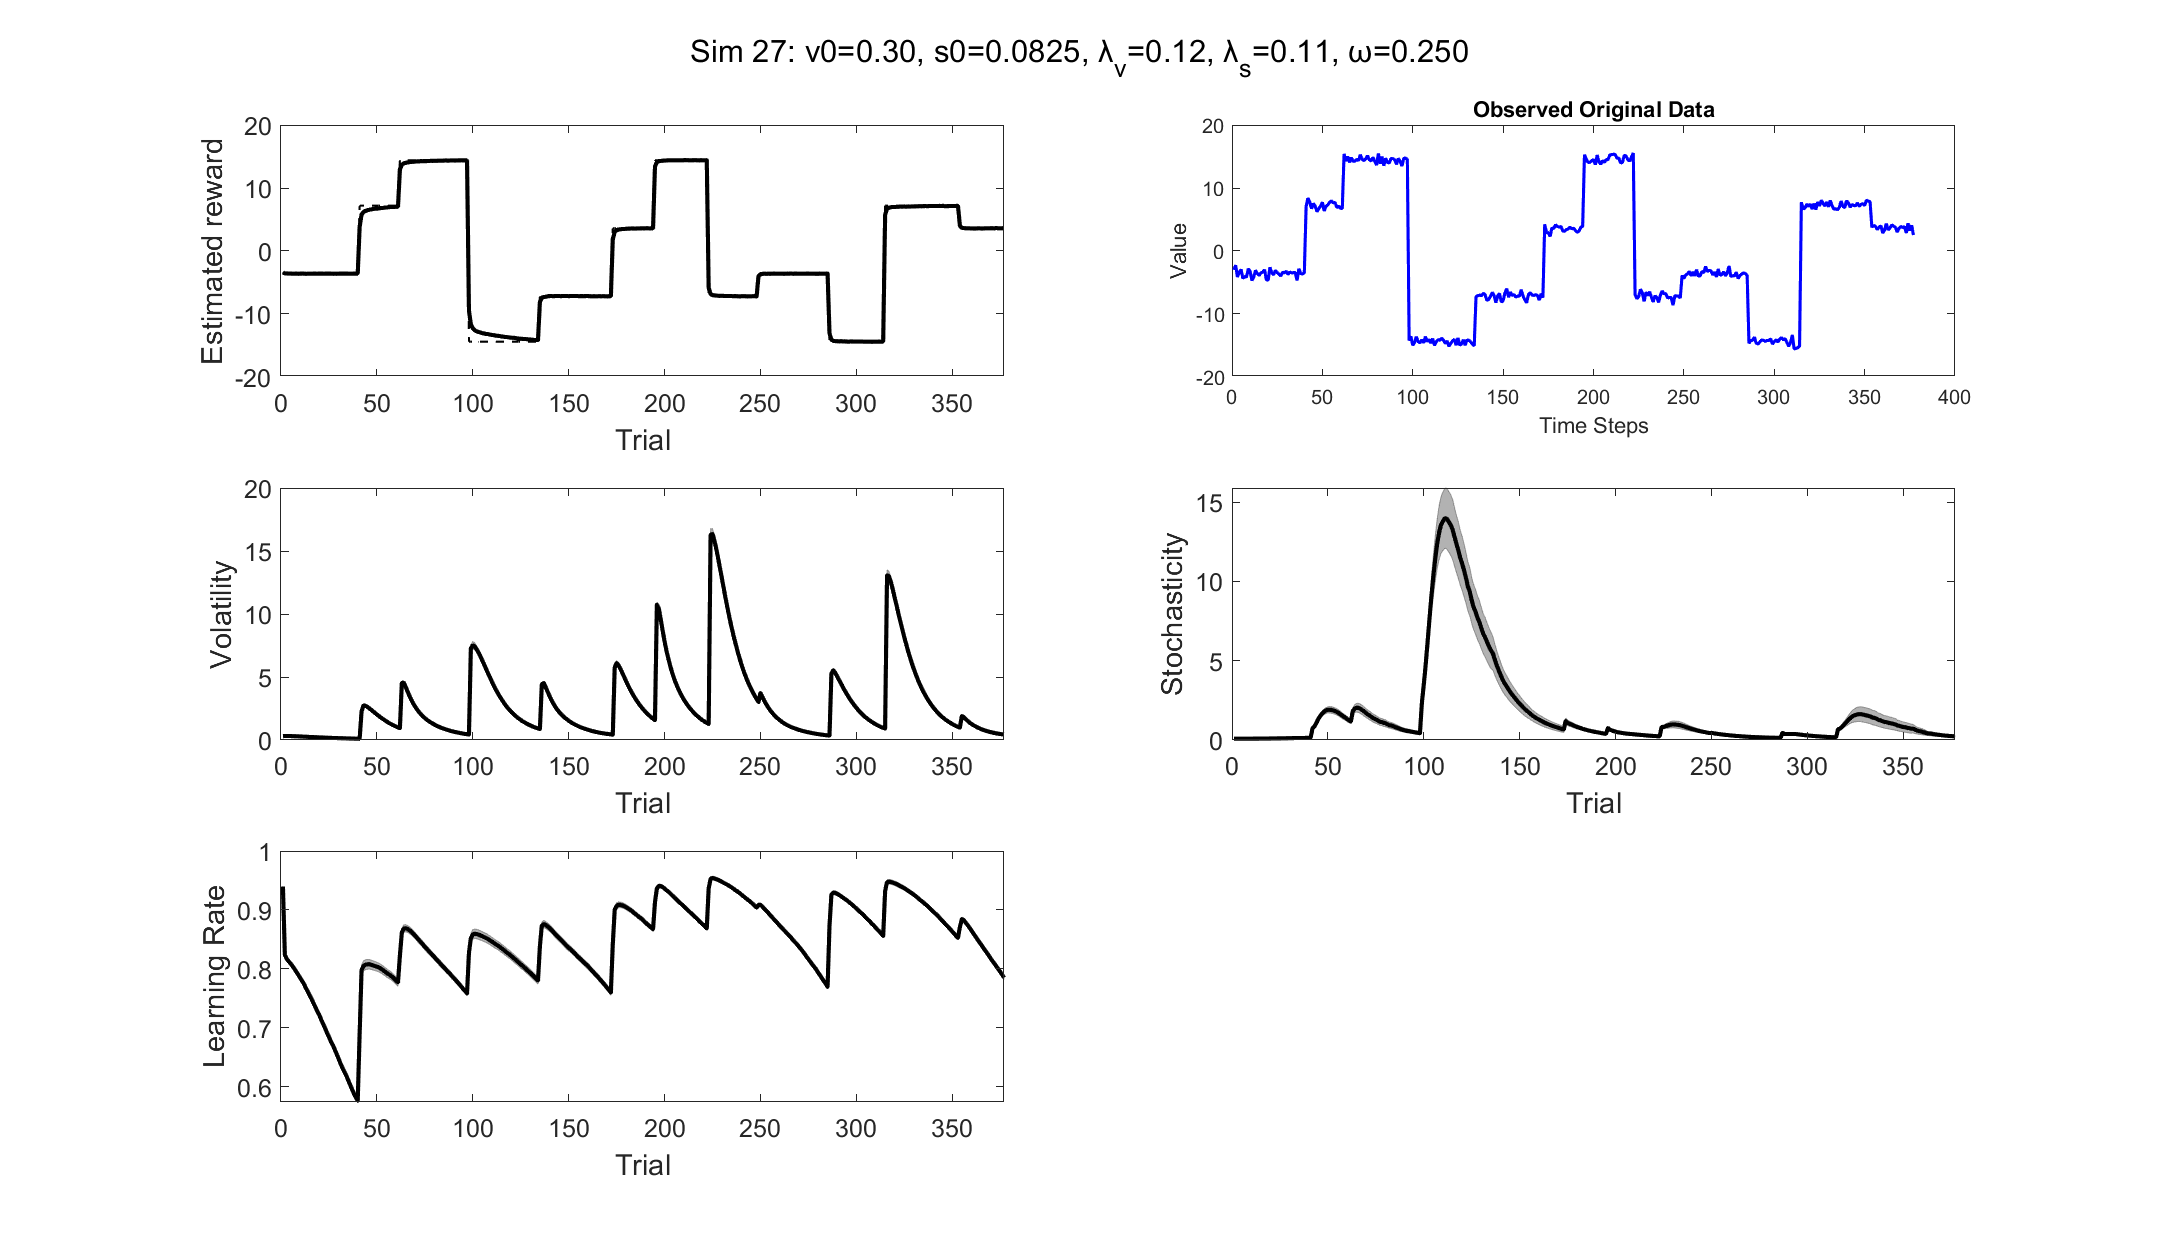 Sim 27: v0=0.30, s0=0.0825, λv=0.12, λs=0.11, ω=0.250
Estimated reward
20
10
0
-10
-20
0 50 100 150 200 250 300 350
Trial
Observed Original Data
Value
20
10
0
-10
-20
0 50 100 150 200 250 300 350 400
Time Steps
Volatility
20
15
10
5
0
0 50 100 150 200 250 300 350
Trial
Stochasticity
15
10
5
0
0 50 100 150 200 250 300 350
Trial
Learning Rate
1
0.9
0.8
0.7
0.6
0 50 100 150 200 250 300 350
Trial